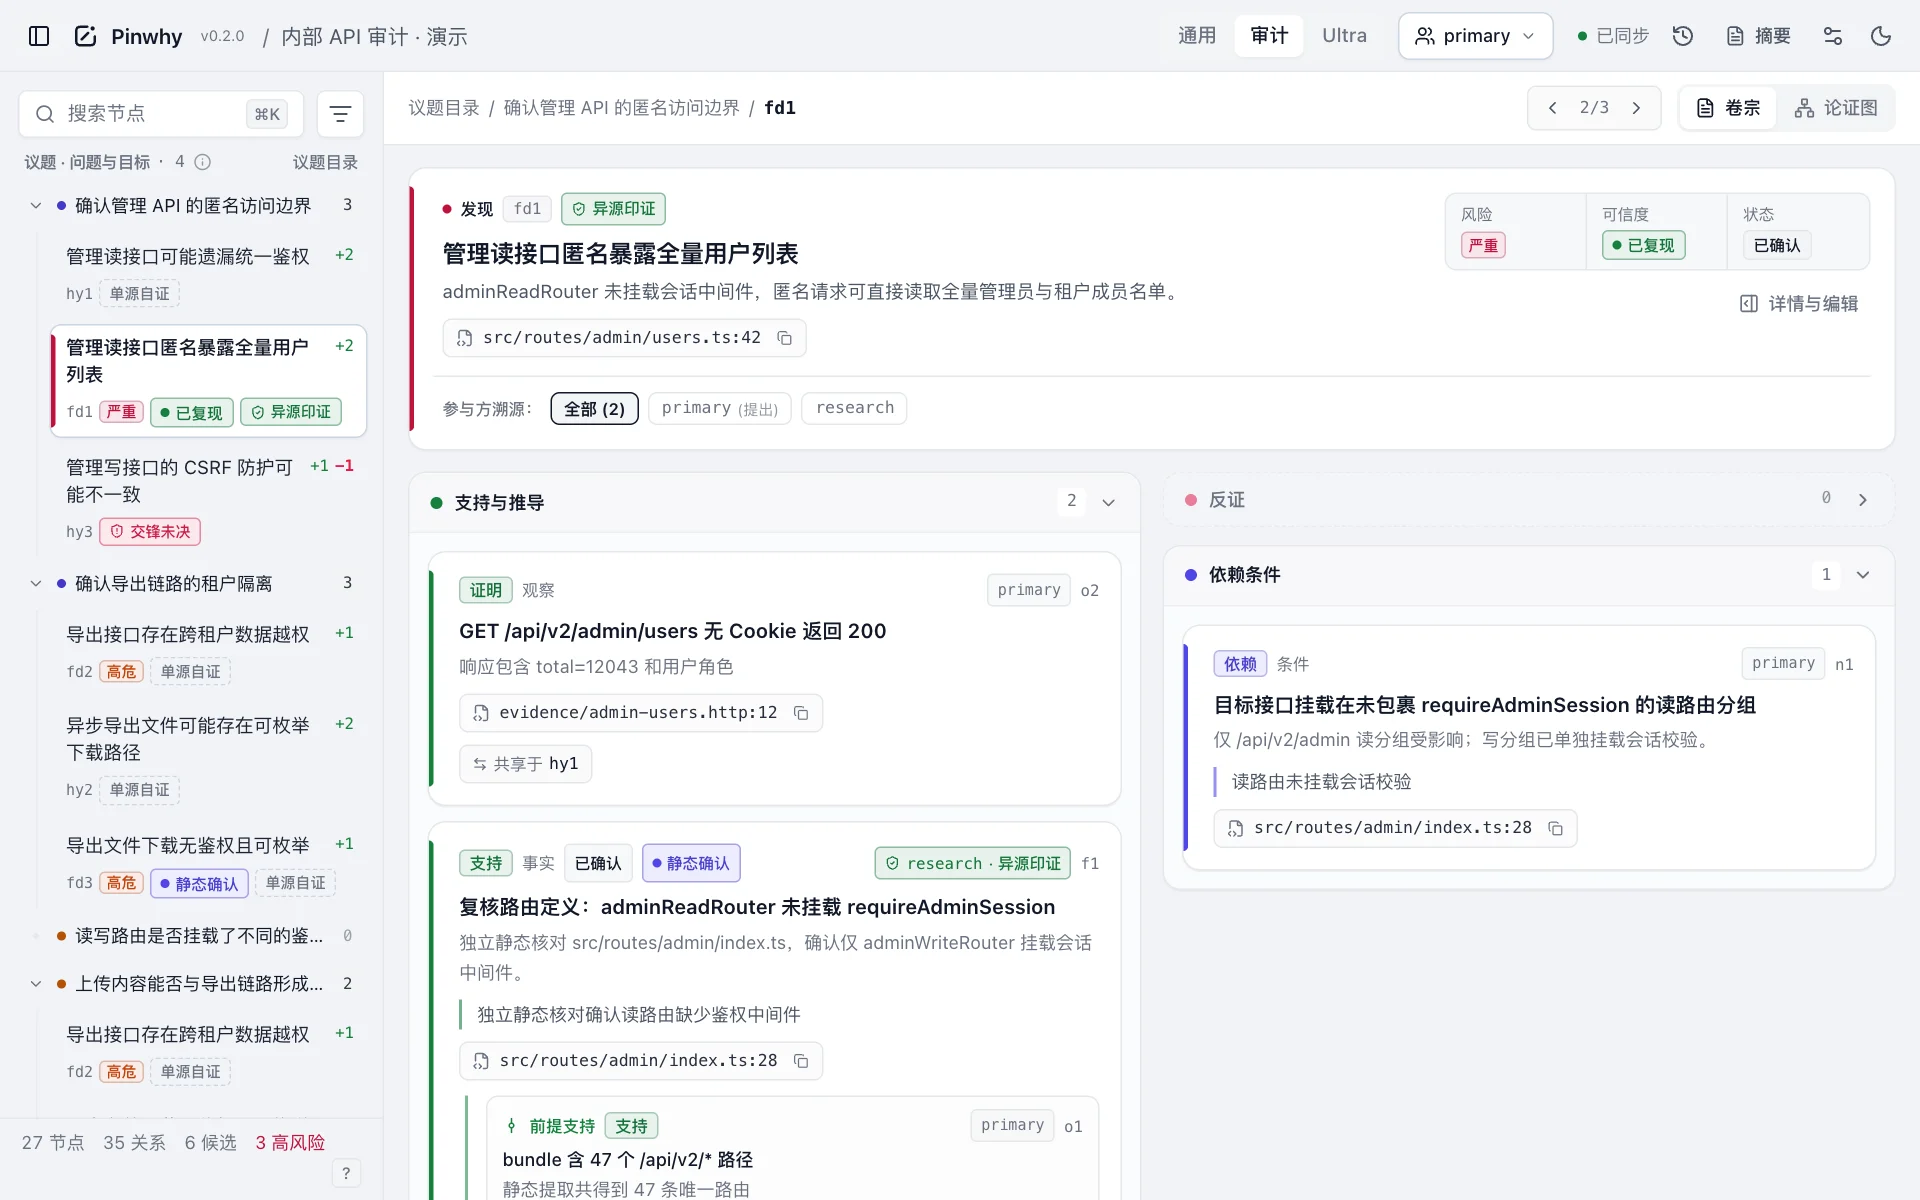 Pinwhy v0.2.0 / 内部 API 审计 · 演示
通用 审计 Ultra primary 已同步 摘要
搜索节点 ⌘K
议题 · 问题与目标 · 4 议题目录
确认管理 API 的匿名访问边界 3
管理读接口可能遗漏统一鉴权 +2
hy1 单源自证
管理读接口匿名暴露全量用户 +2
列表
fd1 严重 已复现 异源印证
管理写接口的 CSRF 防护可 +1 −1
能不一致
hy3 交锋未决
确认导出链路的租户隔离 3
导出接口存在跨租户数据越权 +1
fd2 高危 单源自证
异步导出文件可能存在可枚举 +2
下载路径
hy2 单源自证
导出文件下载无鉴权且可枚举 +1
fd3 高危 静态确认 单源自证
读写路由是否挂载了不同的鉴... 0
上传内容能否与导出链路形成... 2
导出接口存在跨租户数据越权 +1
fd2 高危 单源自证
27 节点 35 关系 6 候选 3 高风险
?
议题目录 / 确认管理 API 的匿名访问边界 / fd1
2/3 卷宗 论证图
发现 fd1 异源印证
管理读接口匿名暴露全量用户列表
adminReadRouter 未挂载会话中间件，匿名请求可直接读取全量管理员与租户成员名单。
src/routes/admin/users.ts:42
风险 可信度 状态
严重 已复现 已确认
详情与编辑
参与方溯源： 全部 (2) primary (提出) research
支持与推导 2
证明 观察 primary o2
GET /api/v2/admin/users 无 Cookie 返回 200
响应包含 total=12043 和用户角色
evidence/admin-users.http:12
共享于 hy1
支持 事实 已确认 静态确认 research · 异源印证 f1
复核路由定义：adminReadRouter 未挂载 requireAdminSession
独立静态核对 src/routes/admin/index.ts，确认仅 adminWriteRouter 挂载会话
中间件。
独立静态核对确认读路由缺少鉴权中间件
src/routes/admin/index.ts:28
前提支持 支持 primary o1
bundle 含 47 个 /api/v2/* 路径
静态提取共得到 47 条唯一路由
反证 0
依赖条件 1
依赖 条件 primary n1
目标接口挂载在未包裹 requireAdminSession 的读路由分组
仅 /api/v2/admin 读分组受影响；写分组已单独挂载会话校验。
读路由未挂载会话校验
src/routes/admin/index.ts:28